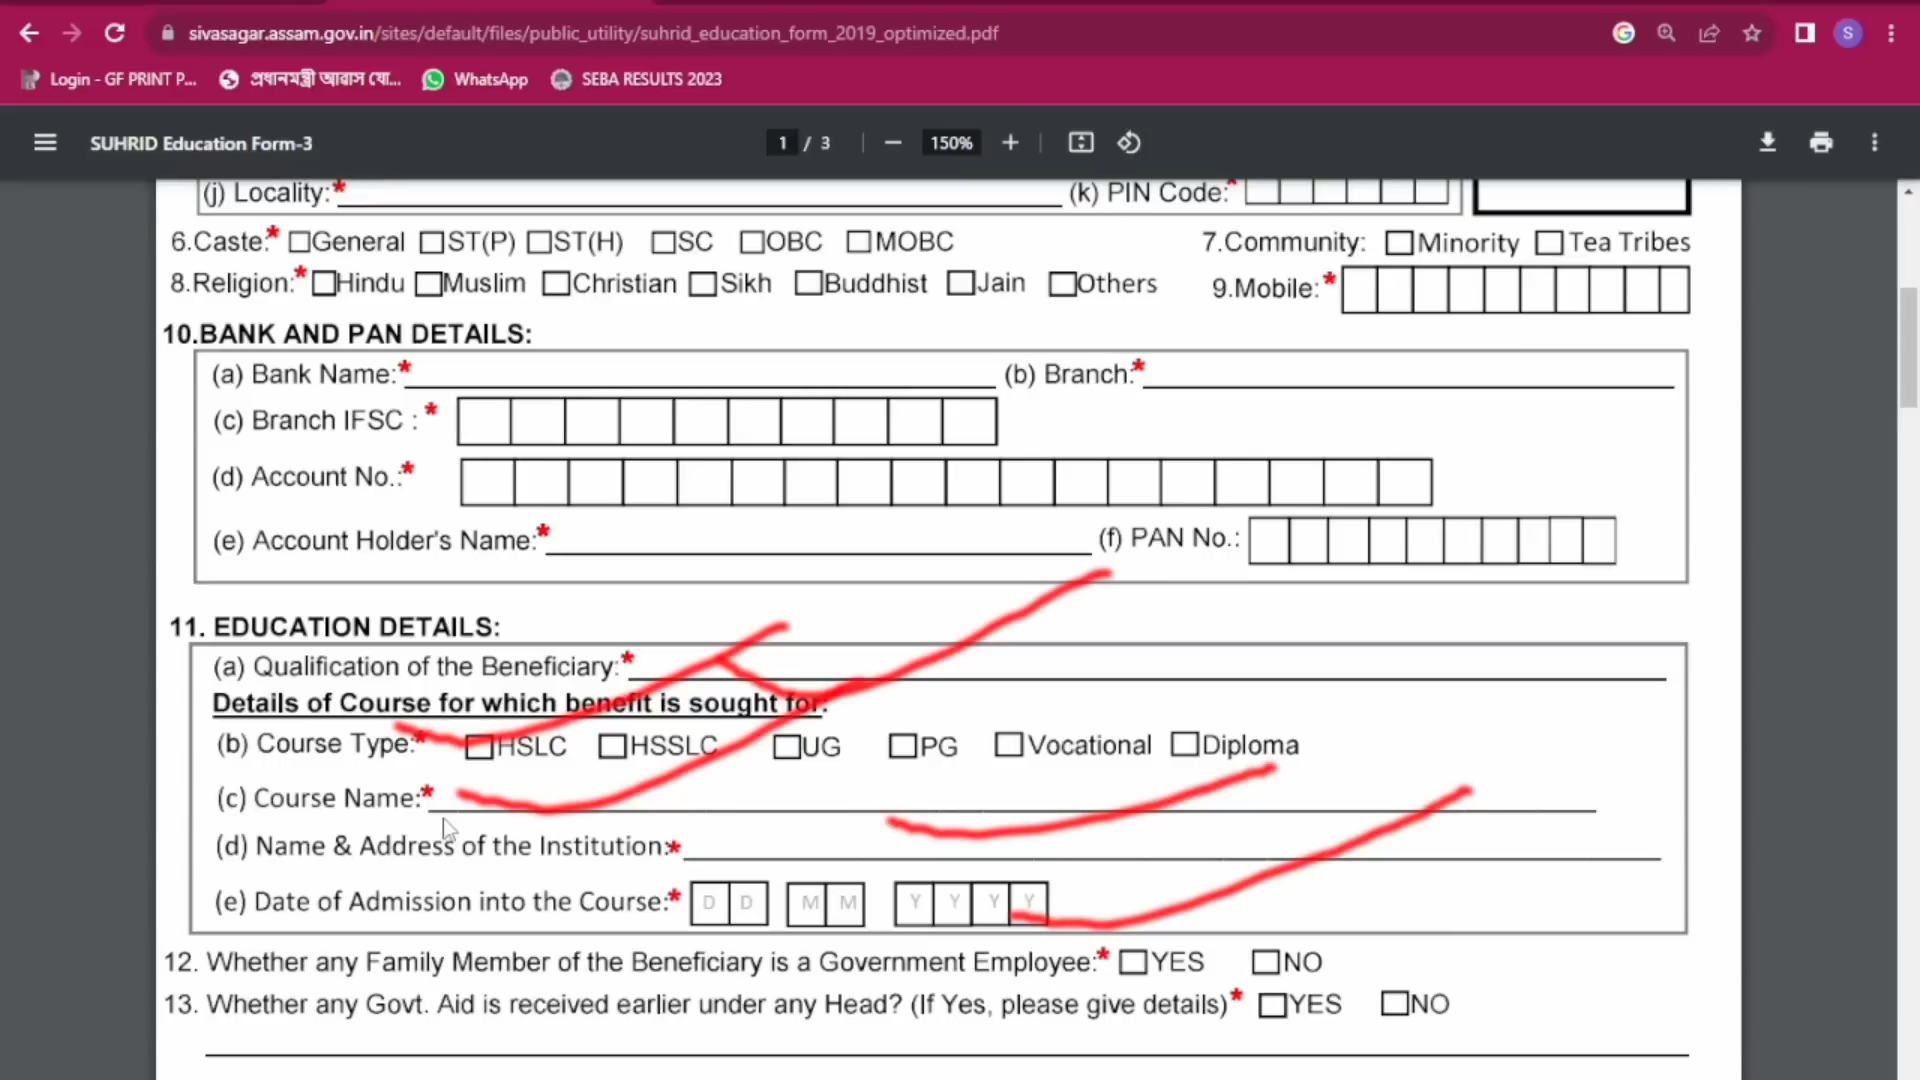 sivasagar.assam.gov.in/sites/default/files/public_utility/suhrid_education_form_2019_optimized.pdf
S
Login - GF PRINT P... প্ৰধানমন্ত্ৰী আৱাস যো... WhatsApp SEBA RESULTS 2023
SUHRID Education Form-3 1 / 3 150%
(j) Locality:* (k) PIN Code:*
6.Caste:* General ST(P) ST(H) SC OBC MOBC 7.Community: Minority Tea Tribes
8.Religion:* Hindu Muslim Christian Sikh Buddhist Jain Others 9.Mobile:*
10.BANK AND PAN DETAILS:
(a) Bank Name:* (b) Branch:*
(c) Branch IFSC : *
(d) Account No.:*
(e) Account Holder's Name:* (f) PAN No.:
11. EDUCATION DETAILS:
(a) Qualification of the Beneficiary:*
Details of Course for which benefit is sought for:
(b) Course Type:* HSLC HSSLC UG PG Vocational Diploma
(c) Course Name:*
(d) Name & Address of the Institution:*
(e) Date of Admission into the Course:* D D M M Y Y Y Y
12. Whether any Family Member of the Beneficiary is a Government Employee:* YES NO
13. Whether any Govt. Aid is received earlier under any Head? (If Yes, please give details)* YES NO